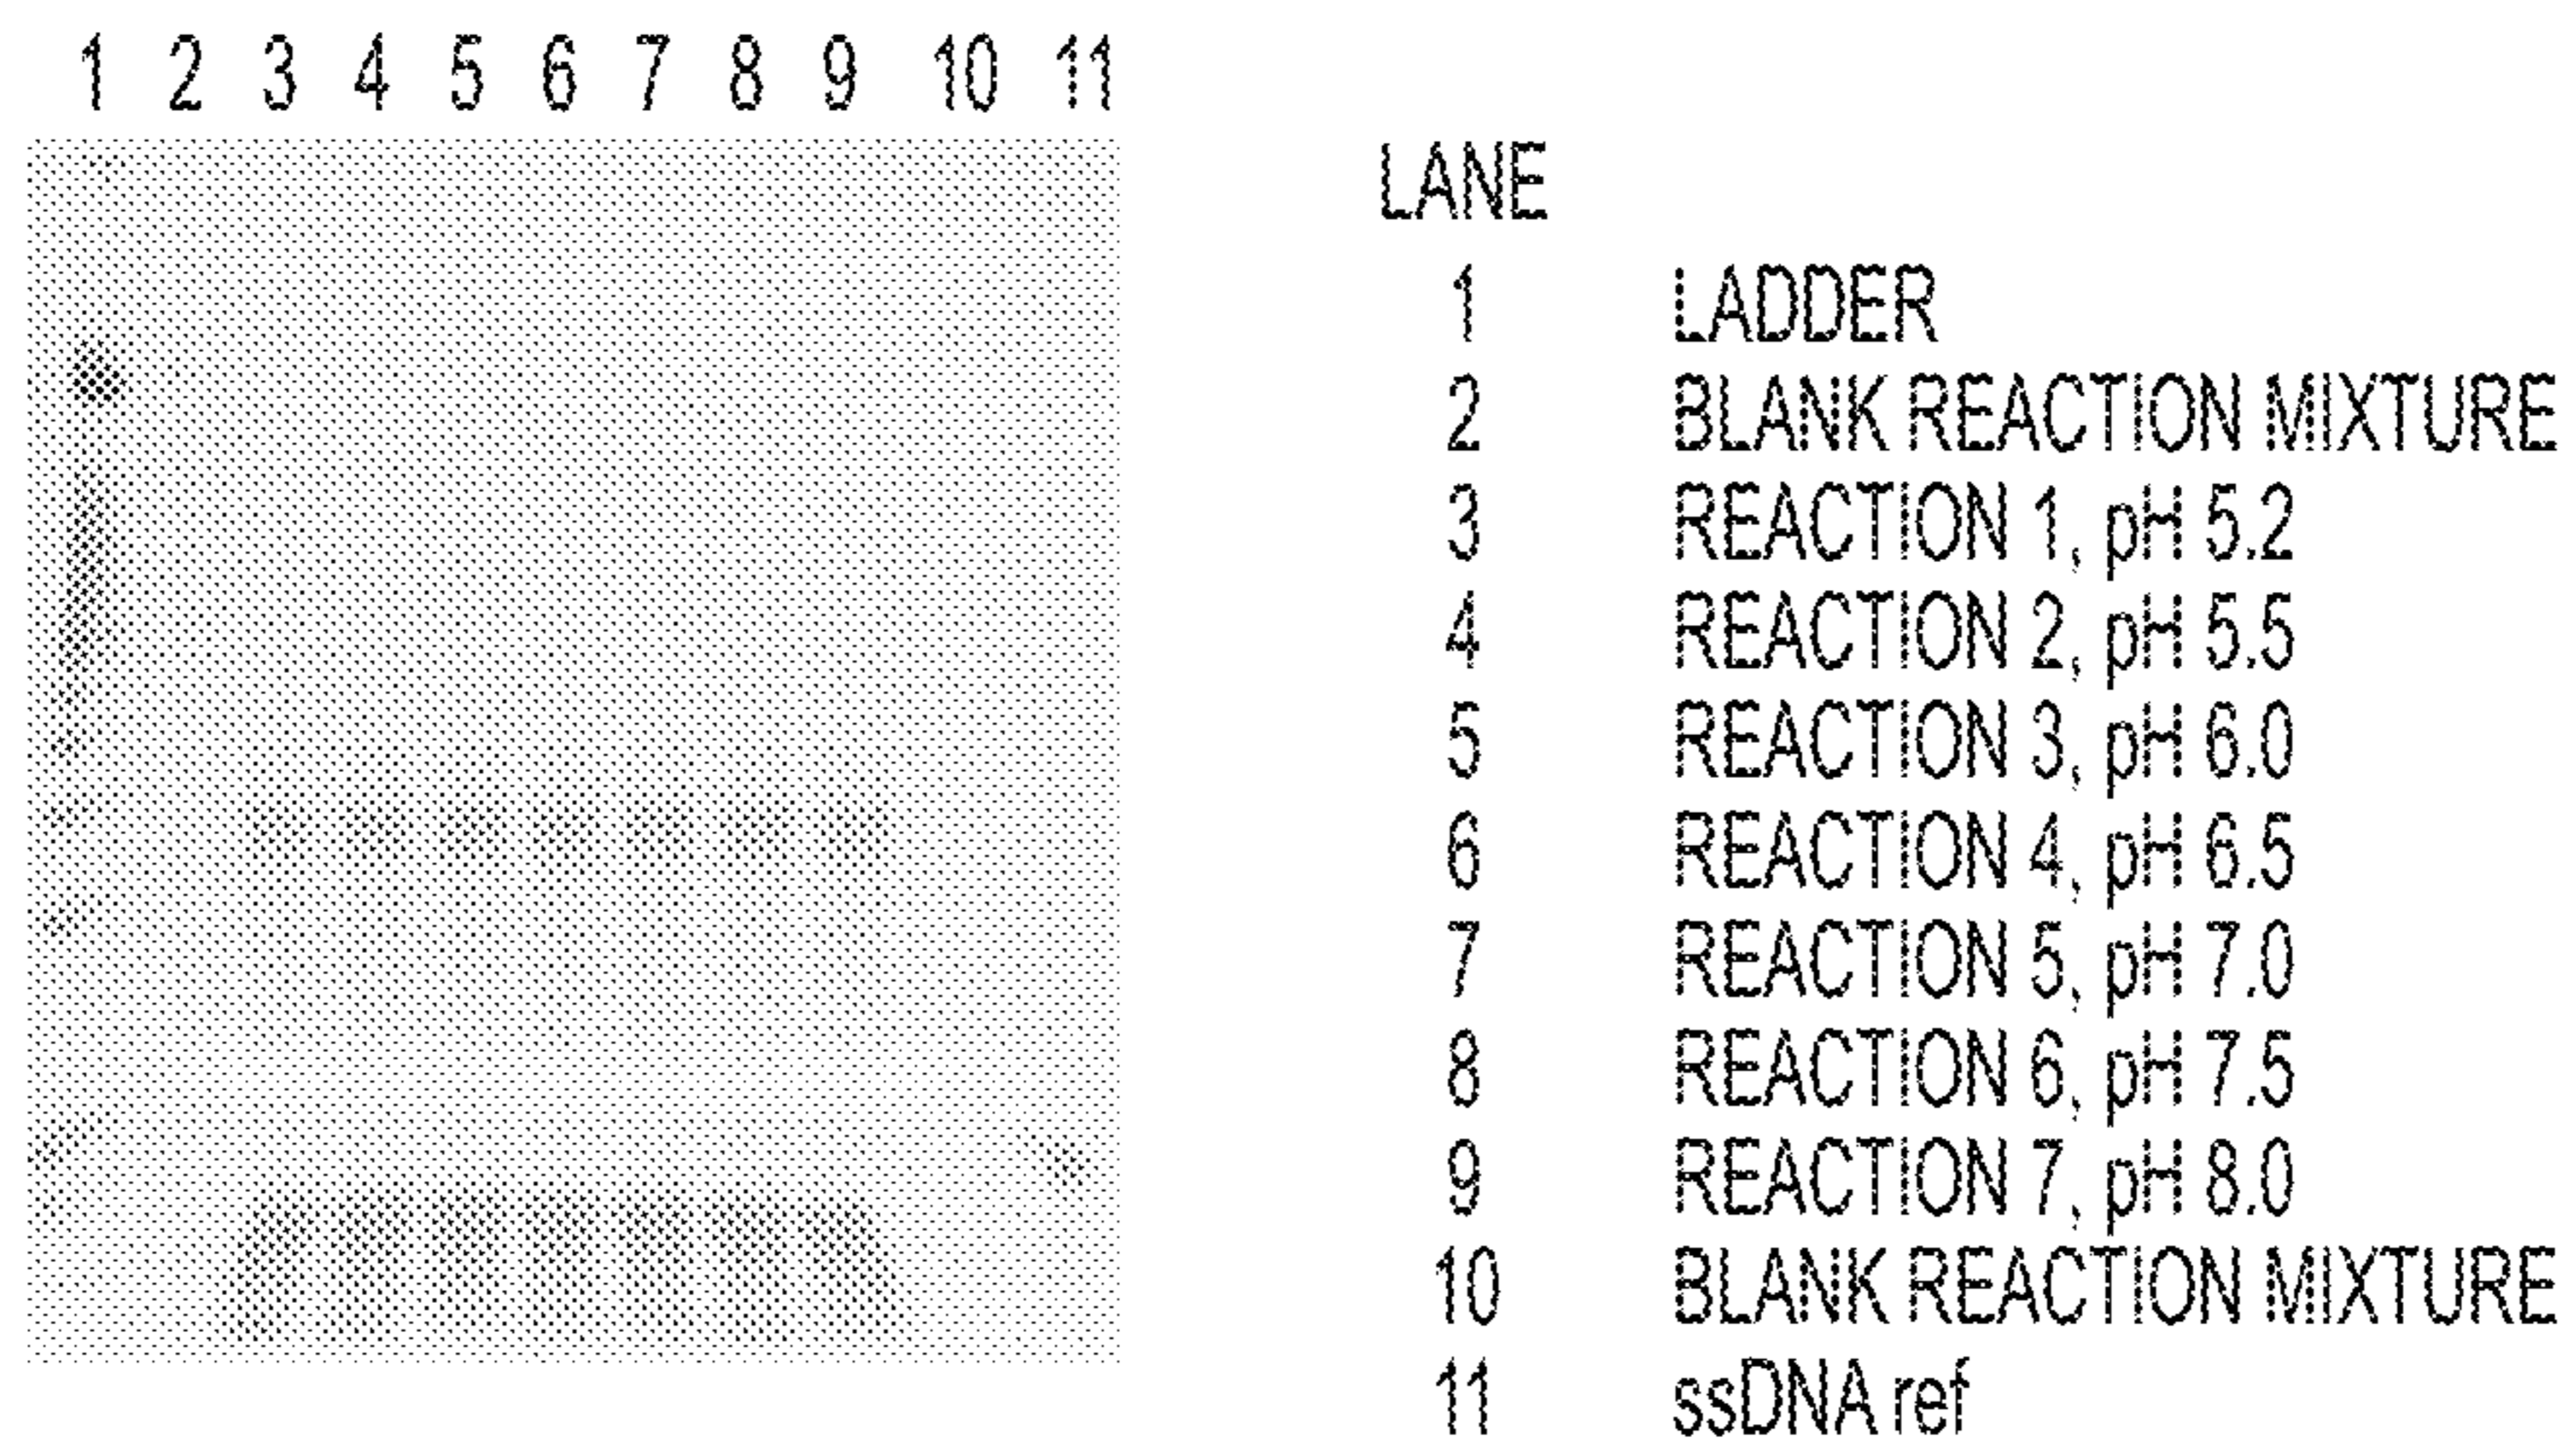 1 2 3 4 5 6 7 8 9 10 11
LANE
1 LADDER
2 BLANK REACTION MIXTURE
3 REACTION 1, pH 5.2
4 REACTION 2, pH 5.5
5 REACTION 3, pH 6.0
6 REACTION 4, pH 6.5
7 REACTION 5, pH 7.0
8 REACTION 6, pH 7.5
9 REACTION 7, pH 8.0
10 BLANK REACTION MIXTURE
11 ssDNA ref